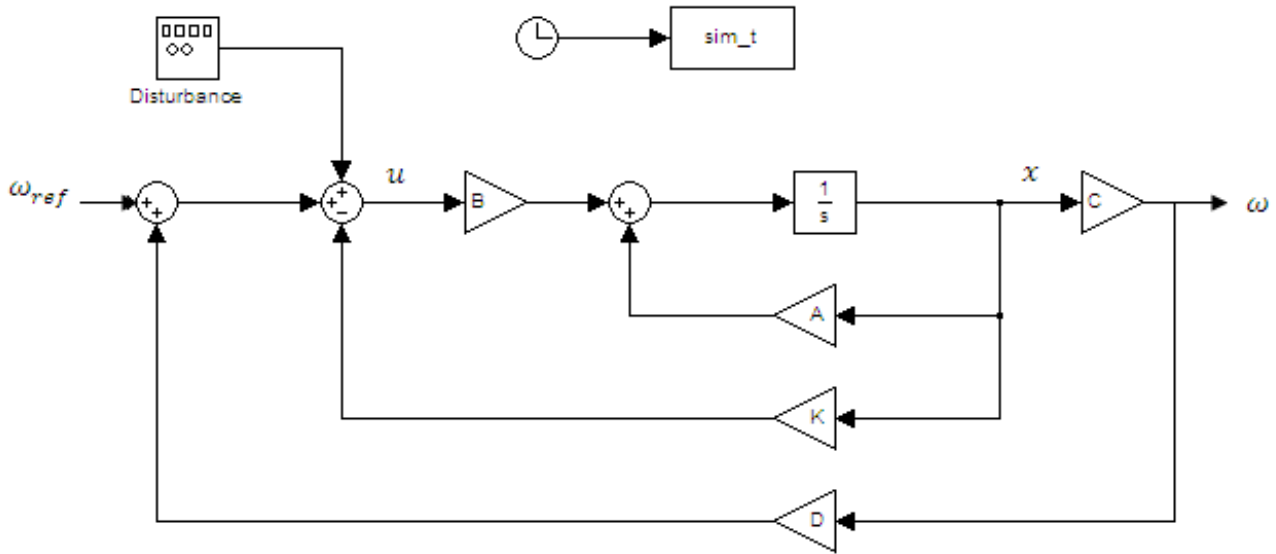 sim_t
Disturbance
ω_ref
+
+
+
+
−
u
B
+
+
1
s
x
C
ω
A
K
D